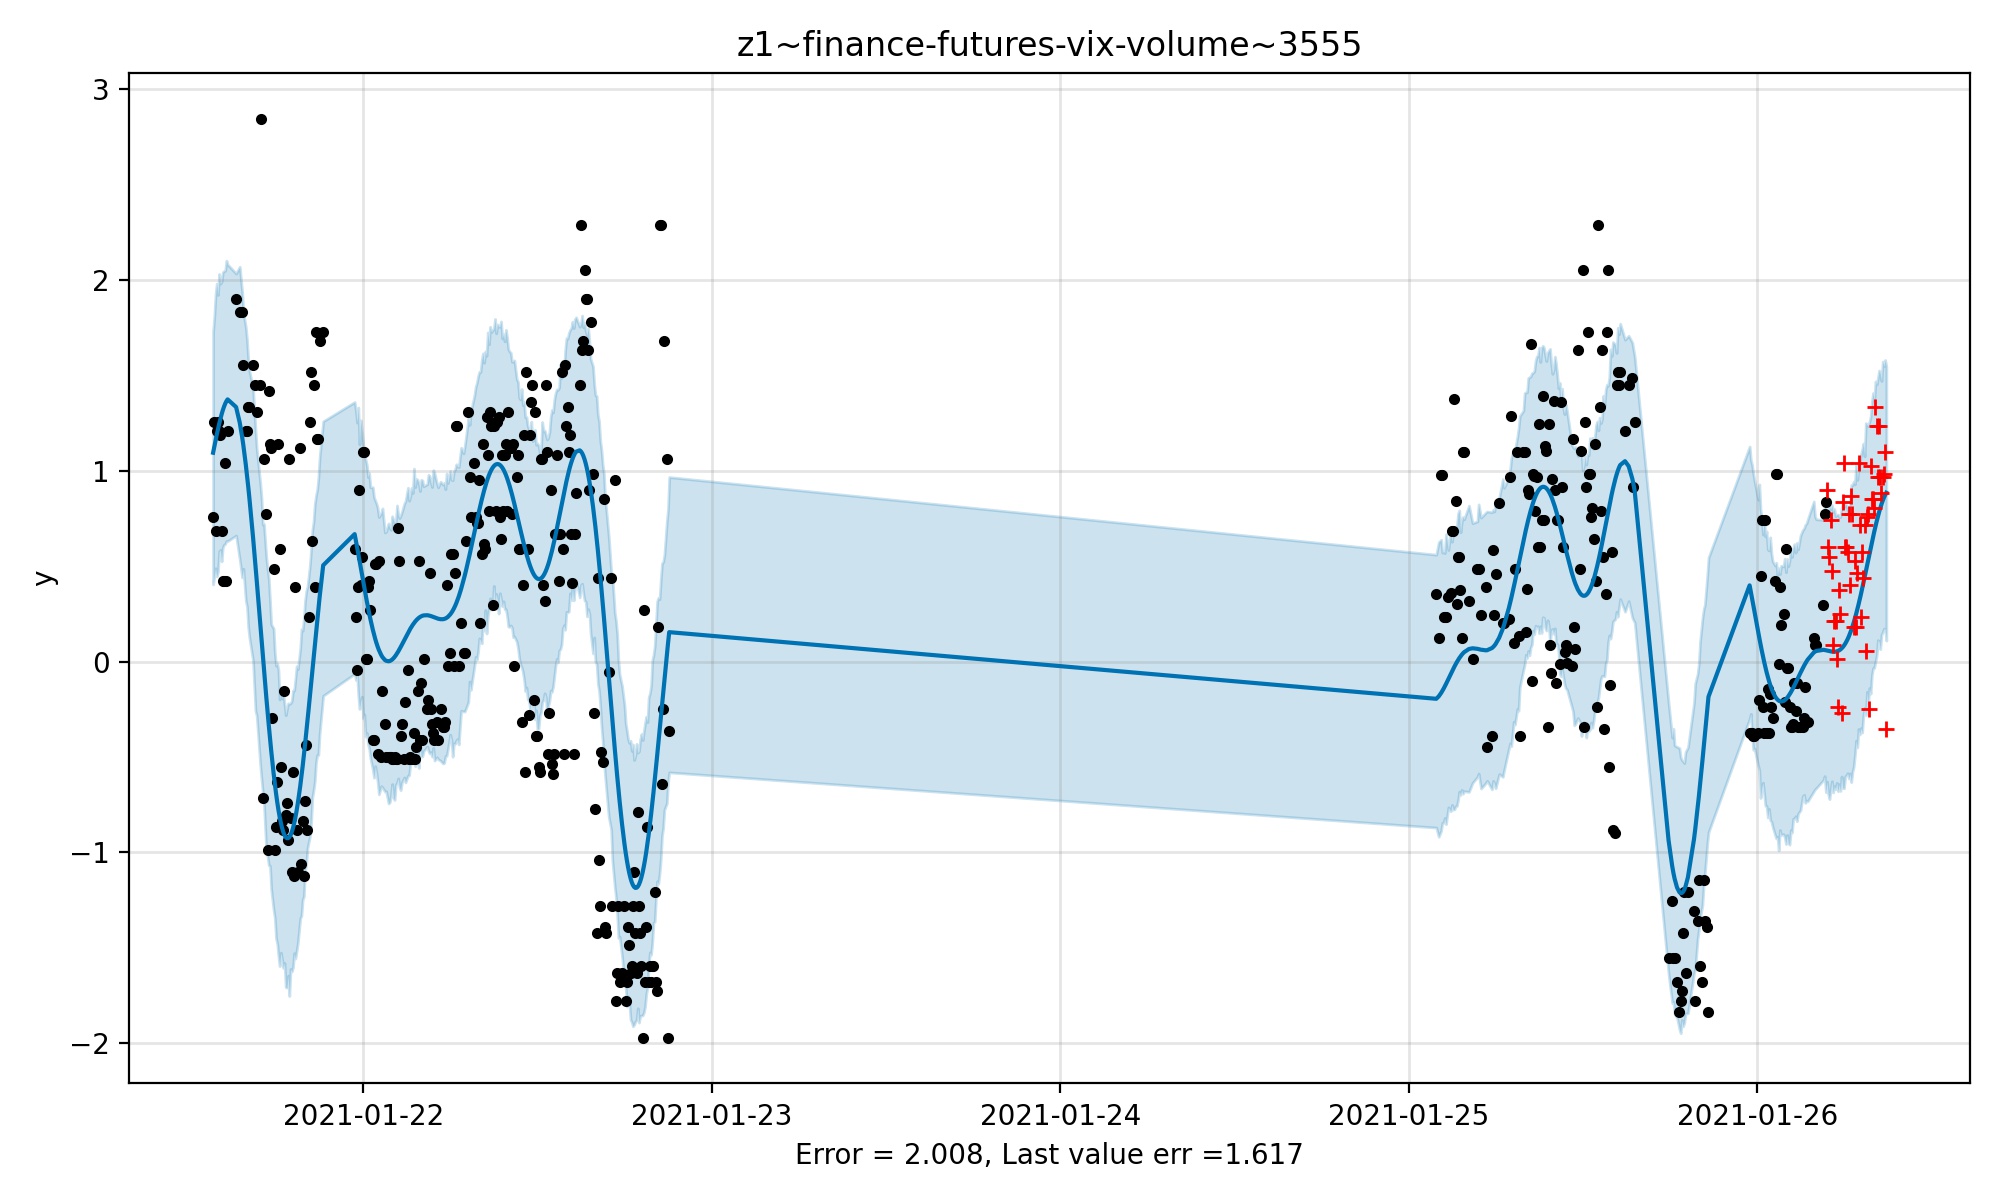 z1~finance-futures-vix-volume~3555
3
2
1
0
−1
−2
y
2021-01-22 2021-01-23 2021-01-24 2021-01-25 2021-01-26
Error = 2.008, Last value err =1.617